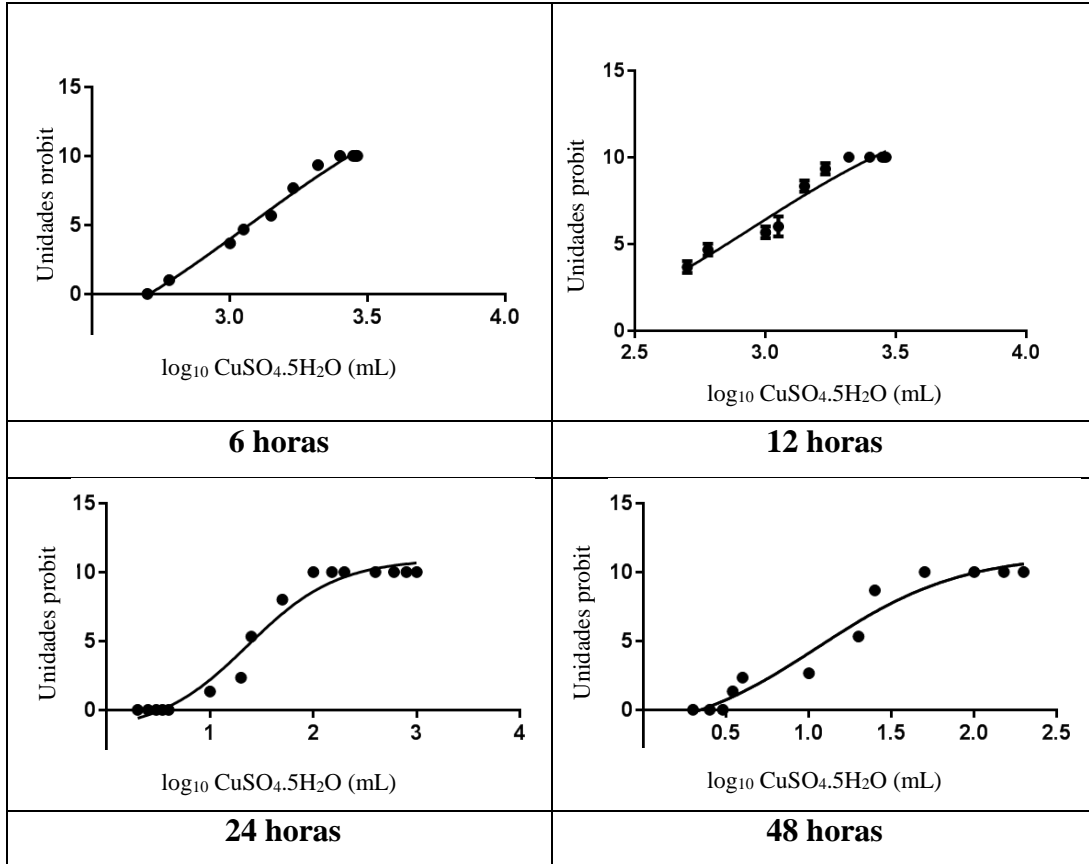 15
10
5
0
Unidades probit
3.0
3.5
4.0
log₁₀ CuSO₄.5H₂O (mL)
6 horas
15
10
5
0
Unidades probit
2.5
3.0
3.5
4.0
log₁₀ CuSO₄.5H₂O (mL)
12 horas
15
10
5
0
Unidades probit
1
2
3
4
log₁₀ CuSO₄.5H₂O (mL)
24 horas
15
10
5
0
Unidades probit
0.5
1.0
1.5
2.0
2.5
log₁₀ CuSO₄.5H₂O (mL)
48 horas